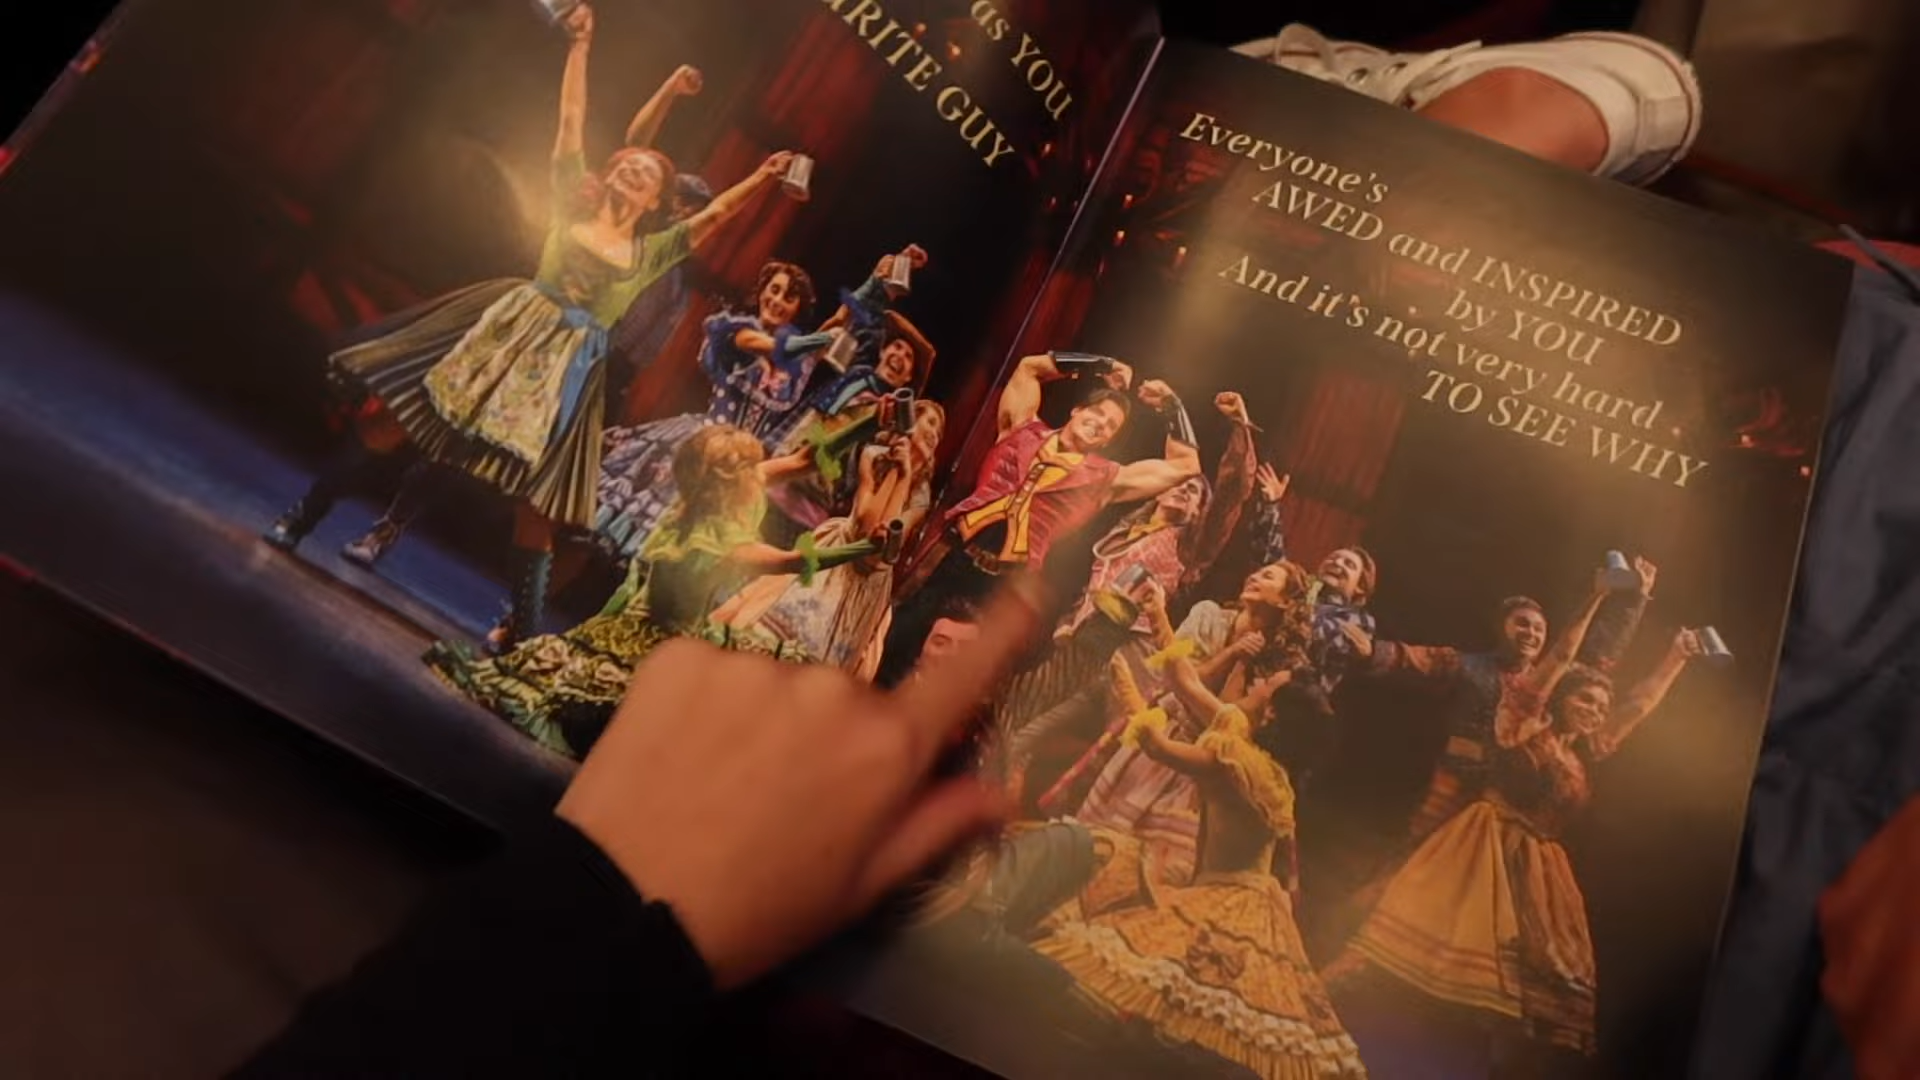 as YOU
RITE GUY
Everyone's
AWED and INSPIRED
by YOU
And it's not very hard
TO SEE WHY